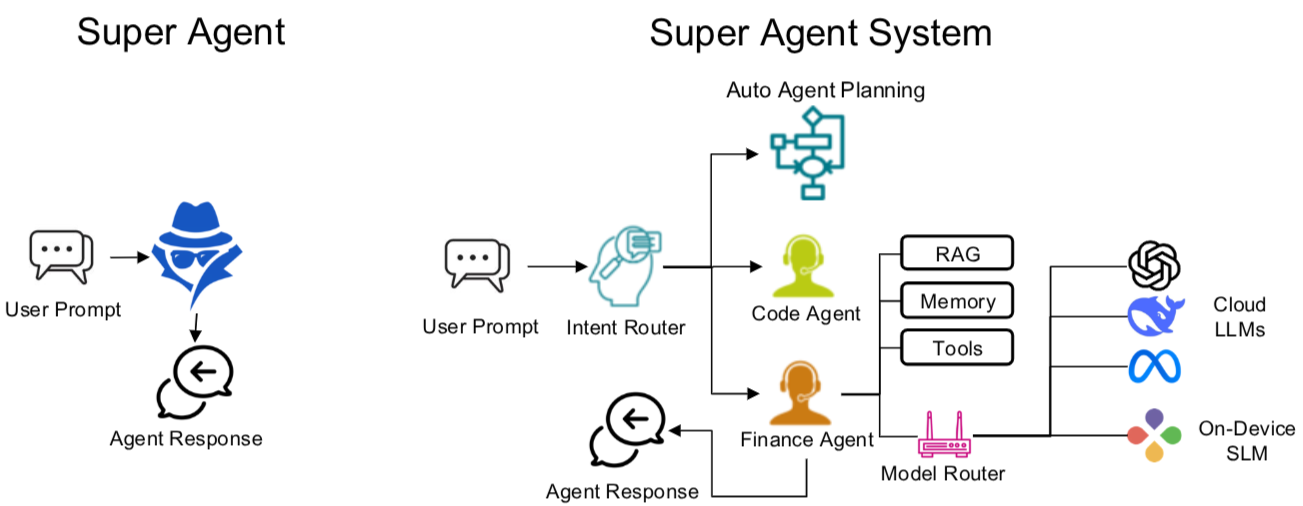 Super Agent
User Prompt
Agent Response
Super Agent System
Auto Agent Planning
User Prompt
Intent Router
Code Agent
Finance Agent
Agent Response
RAG
Memory
Tools
Model Router
Cloud
LLMs
On-Device
SLM